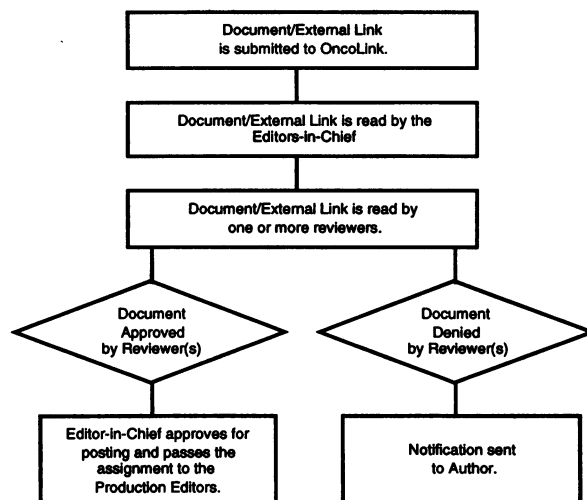 Document/External Link
is submitted to OncoLink.
Document/External Link is read by the
Editors-in-Chief
Document/External Link is read by
one or more reviewers.
Document
Approved
by Reviewer(s)
Document
Denied
by Reviewer(s)
Editor-in-Chief approves for
posting and passes the
assignment to the
Production Editors.
Notification sent
to Author.